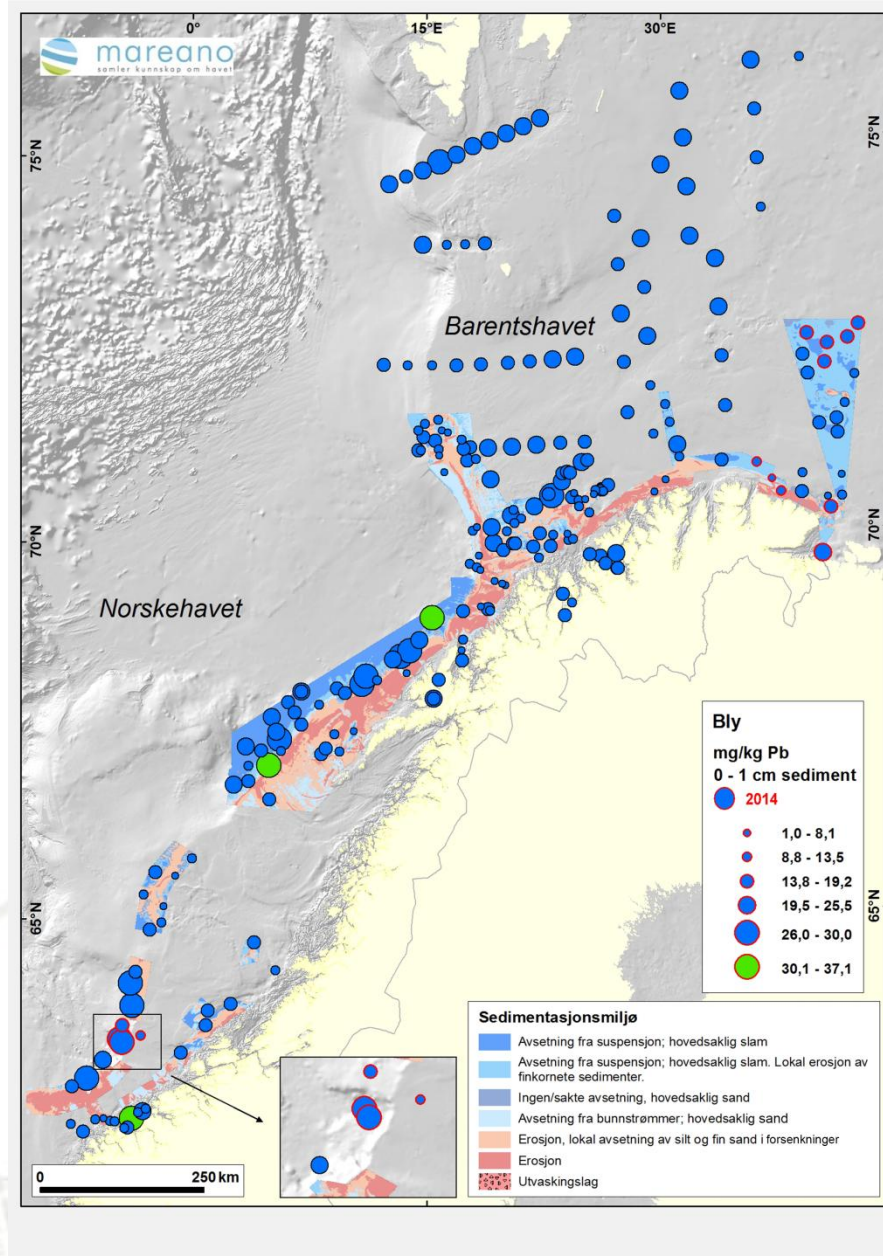 0°
15°E
30°E
mareano
samler kunnskap om havet
75°N
75°N
Barentshavet
70°N
70°N
Norskehavet
65°N
65°N
Bly
mg/kg Pb
0 - 1 cm sediment
2014
1,0 - 8,1
8,8 - 13,5
13,8 - 19,2
19,5 - 25,5
26,0 - 30,0
30,1 - 37,1
Sedimentasjonsmiljø
Avsetning fra suspensjon; hovedsaklig slam
Avsetning fra suspensjon; hovedsaklig slam. Lokal erosjon av
finkornete sedimenter.
Ingen/sakte avsetning, hovedsaklig sand
Avsetning fra bunnstrømmer; hovedsaklig sand
Erosjon, lokal avsetning av silt og fin sand i forsenkninger
Erosjon
Utvaskingslag
0
250 km